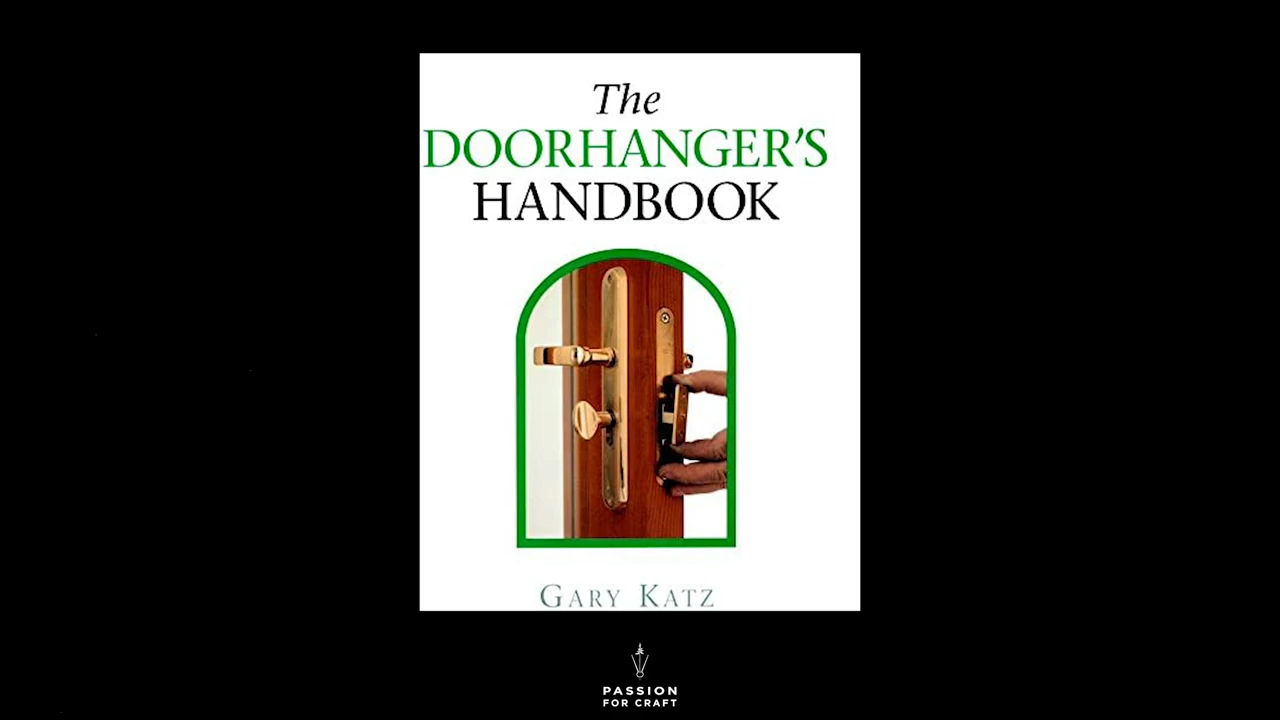 The
DOORHANGER'S
HANDBOOK
GARY KATZ
PASSION
FOR CRAFT